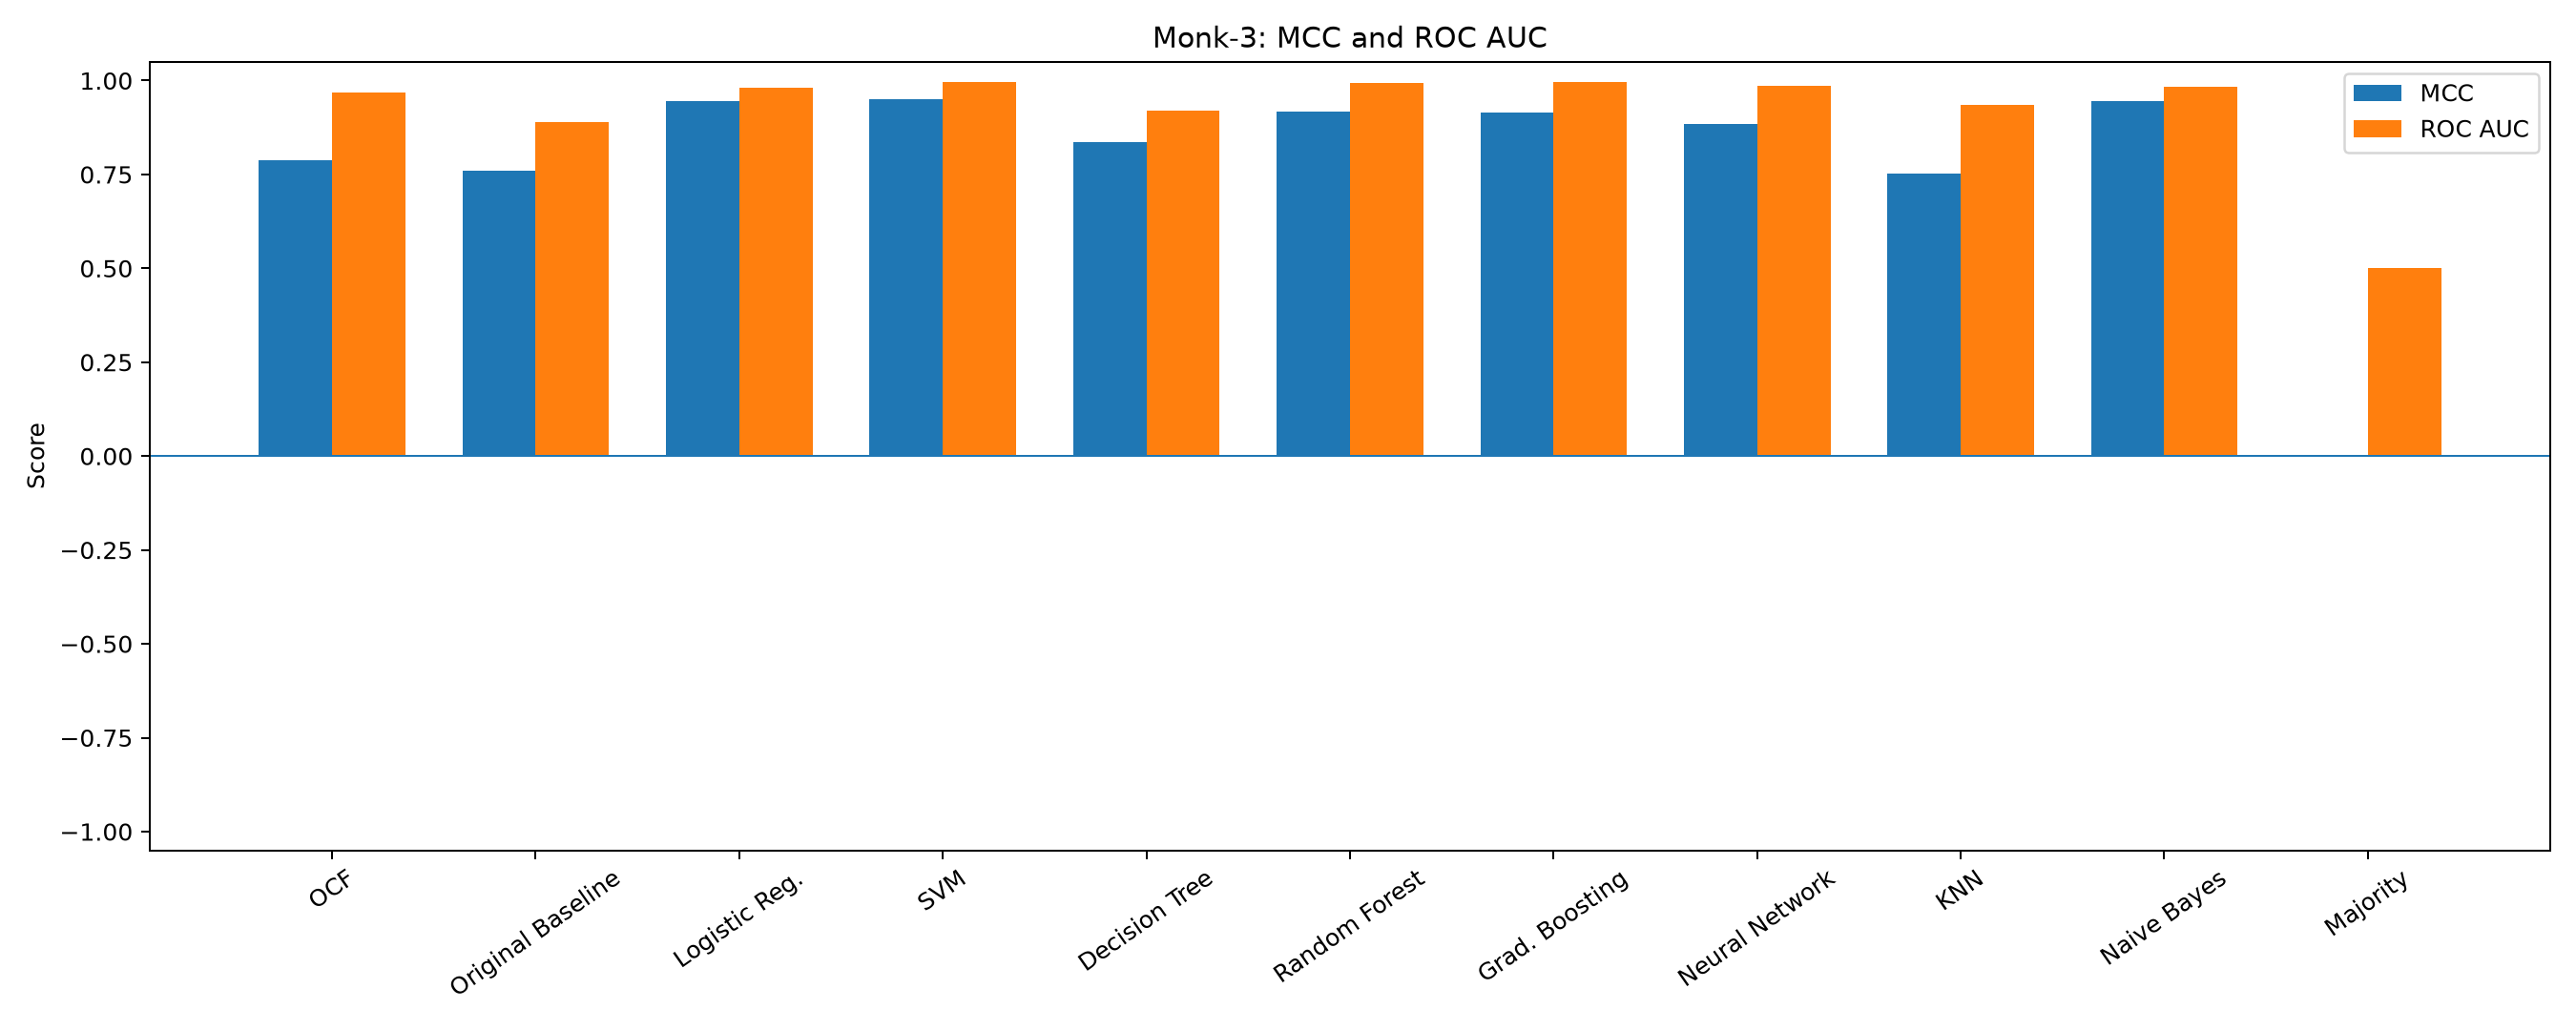 Monk-3: MCC and ROC AUC
MCC
ROC AUC
Score
1.00
0.75
0.50
0.25
0.00
−0.25
−0.50
−0.75
−1.00
OCF
Original Baseline
Logistic Reg.
SVM
Decision Tree
Random Forest
Grad. Boosting
Neural Network
KNN
Naive Bayes
Majority